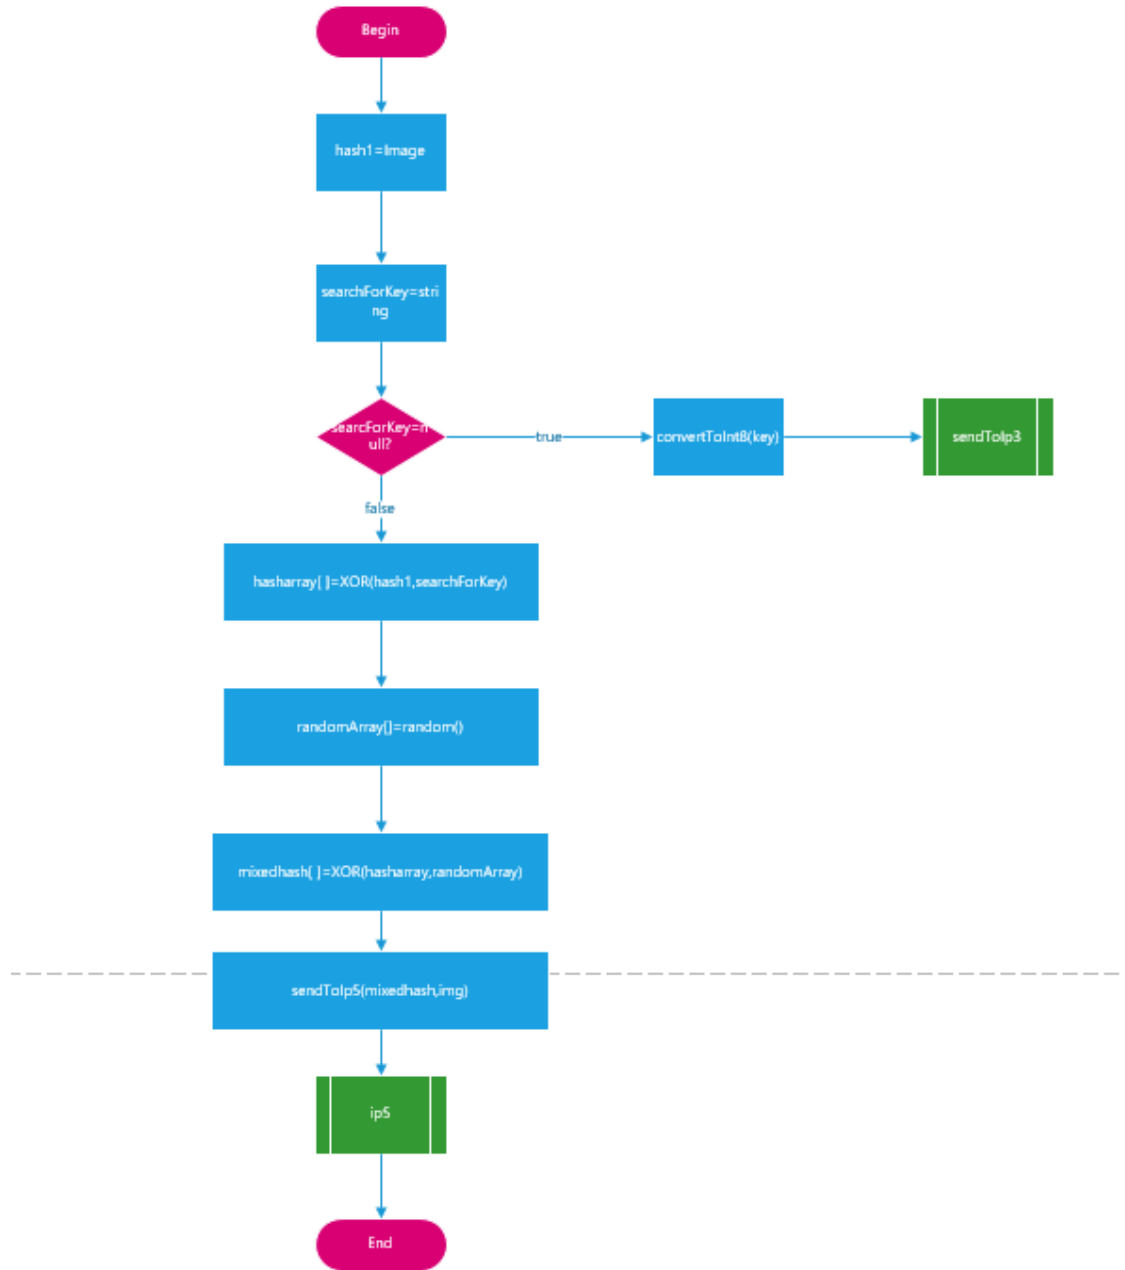 Begin
hash1=Image
searchForKey=stri
ng
searcForKey=n
ull?
true
convertToInt8(key)
sendToIp3
false
hasharray[ ]=XOR(hash1,searchForKey)
randomArray[]=random()
mixedhash[ ]=XOR(hasharray,randomArray)
sendToIp5(mixedhash,img)
ip5
End